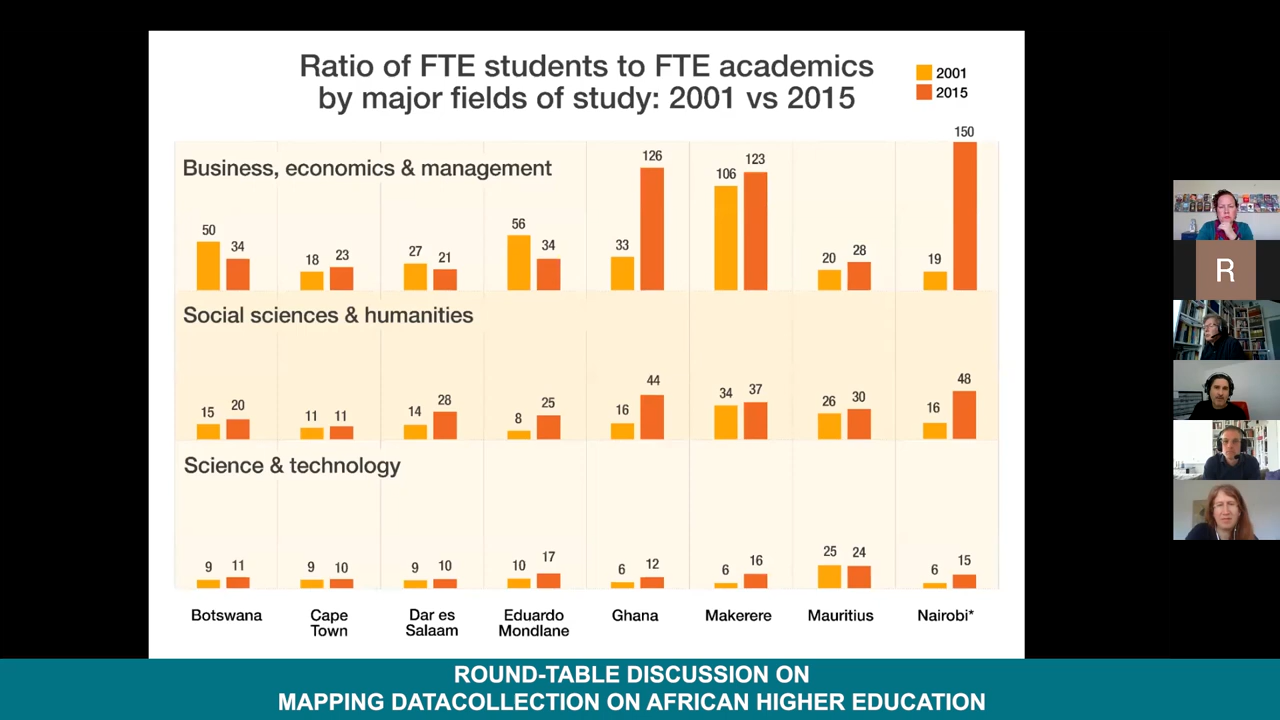 Ratio of FTE students to FTE academics
by major fields of study: 2001 vs 2015
2001
2015
Business, economics & management
50 34 18 23 27 21 56 34 33 126 106 123 20 28 19 150
Social sciences & humanities
15 20 11 11 14 28 8 25 16 44 34 37 26 30 16 48
Science & technology
9 11 9 10 9 10 10 17 6 12 6 16 25 24 6 15
Botswana
Cape
Town
Dar es
Salaam
Eduardo
Mondlane
Ghana
Makerere
Mauritius
Nairobi*
R
ROUND-TABLE DISCUSSION ON
MAPPING DATACOLLECTION ON AFRICAN HIGHER EDUCATION